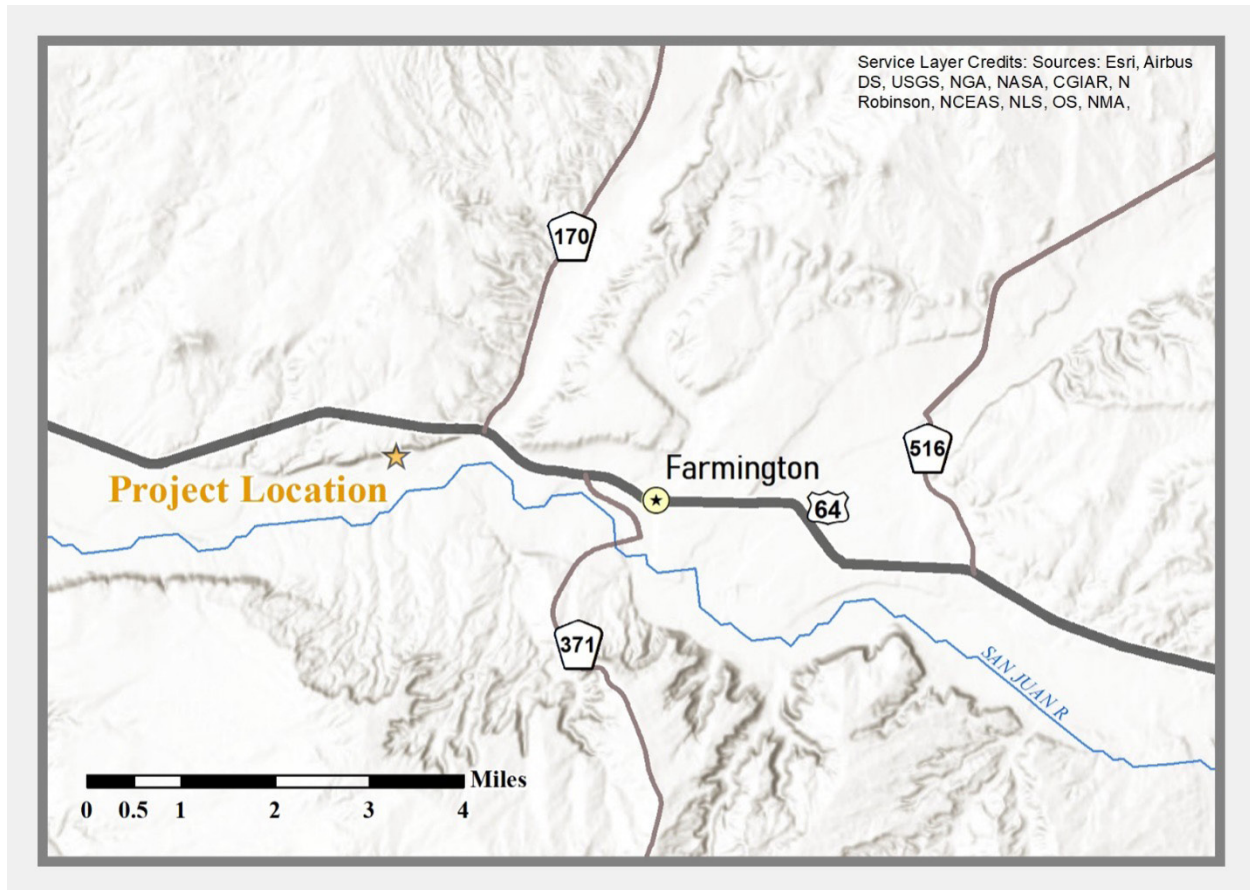 Service Layer Credits: Sources: Esri, Airbus
DS, USGS, NGA, NASA, CGIAR, N
Robinson, NCEAS, NLS, OS, NMA,
170
516
Farmington
Project Location
64
371
SAN JUAN R
Miles
0 0.5 1 2 3 4